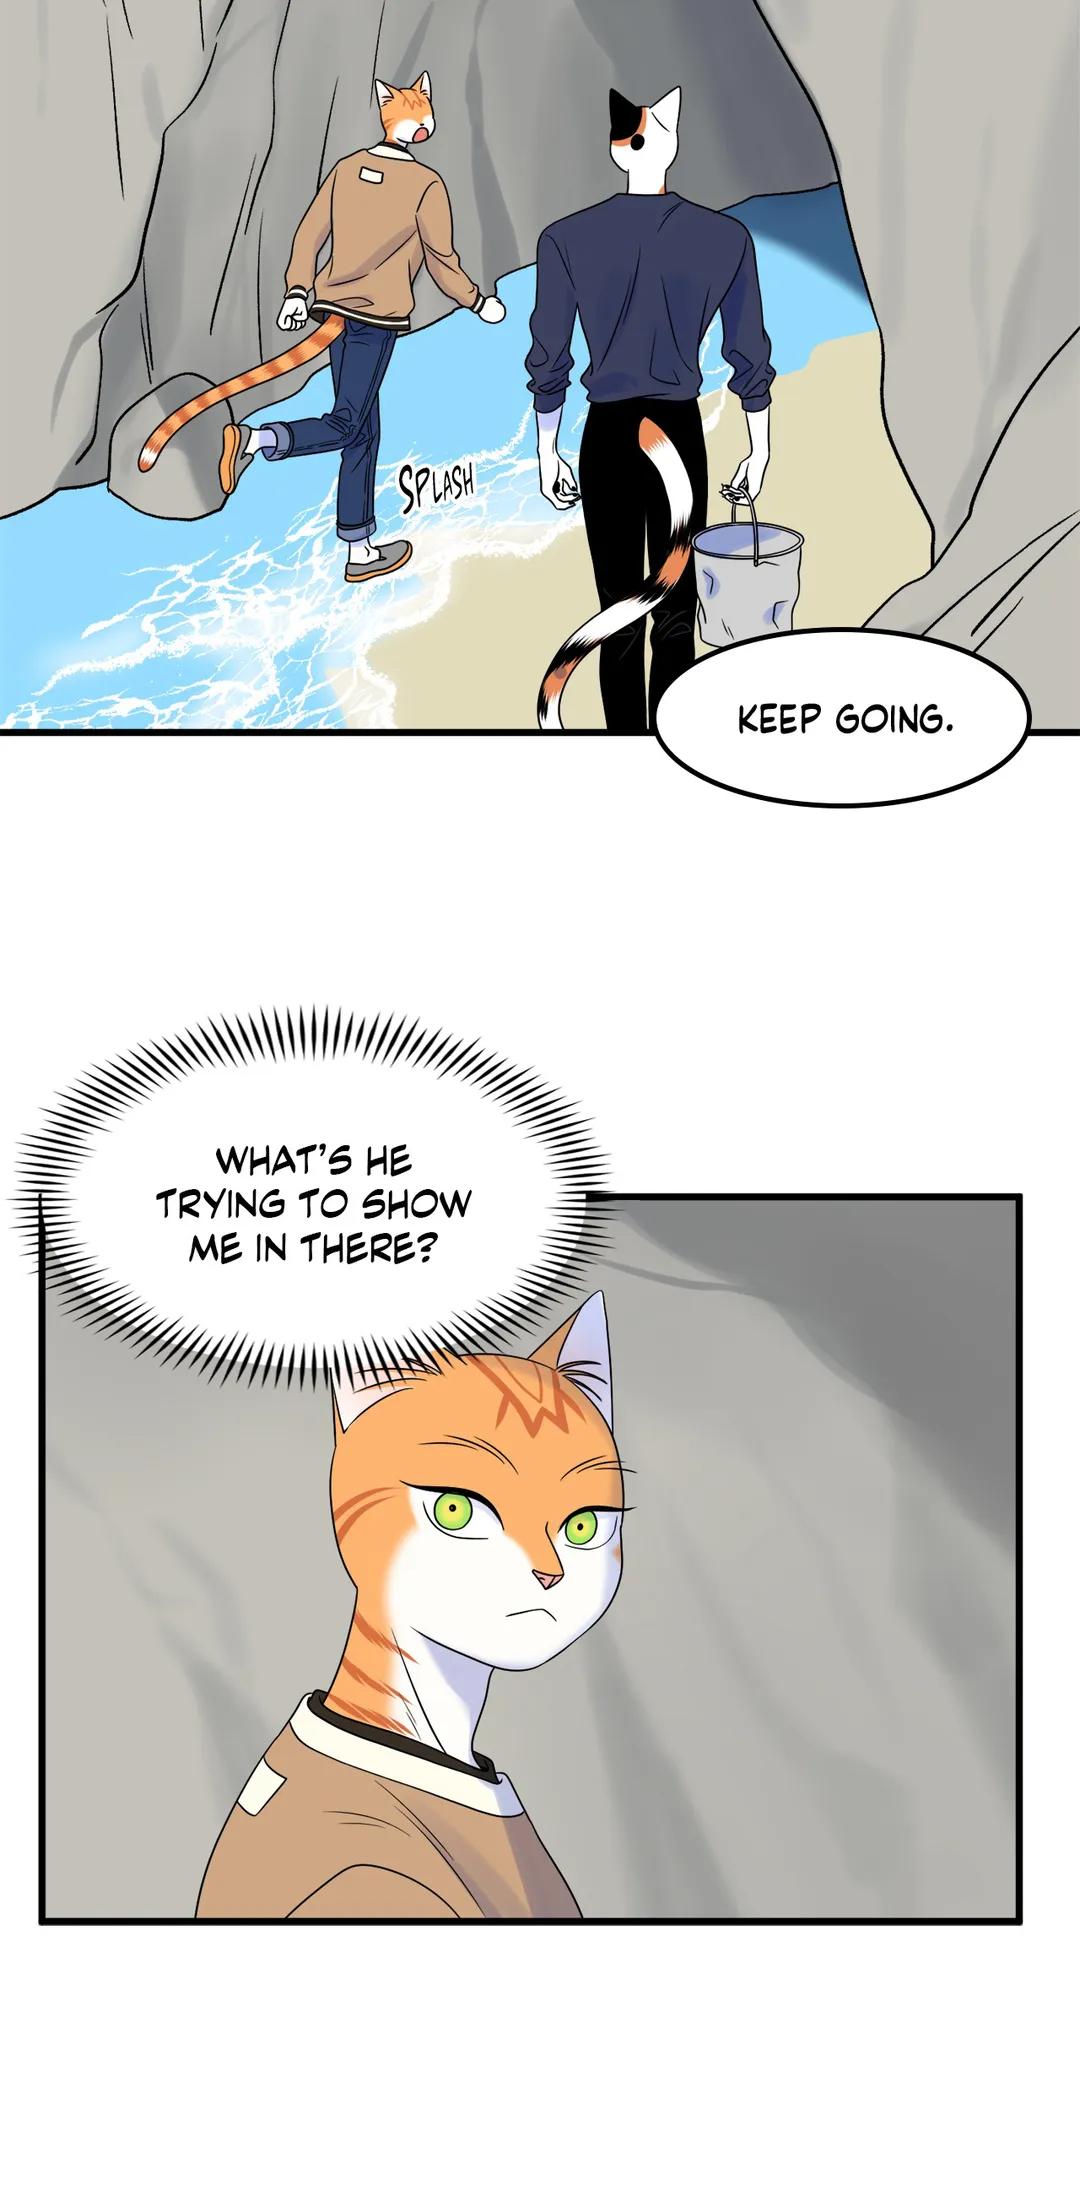 SPLASH
KEEP GOING.
WHAT'S HE
TRYING TO SHOW
ME IN THERE?